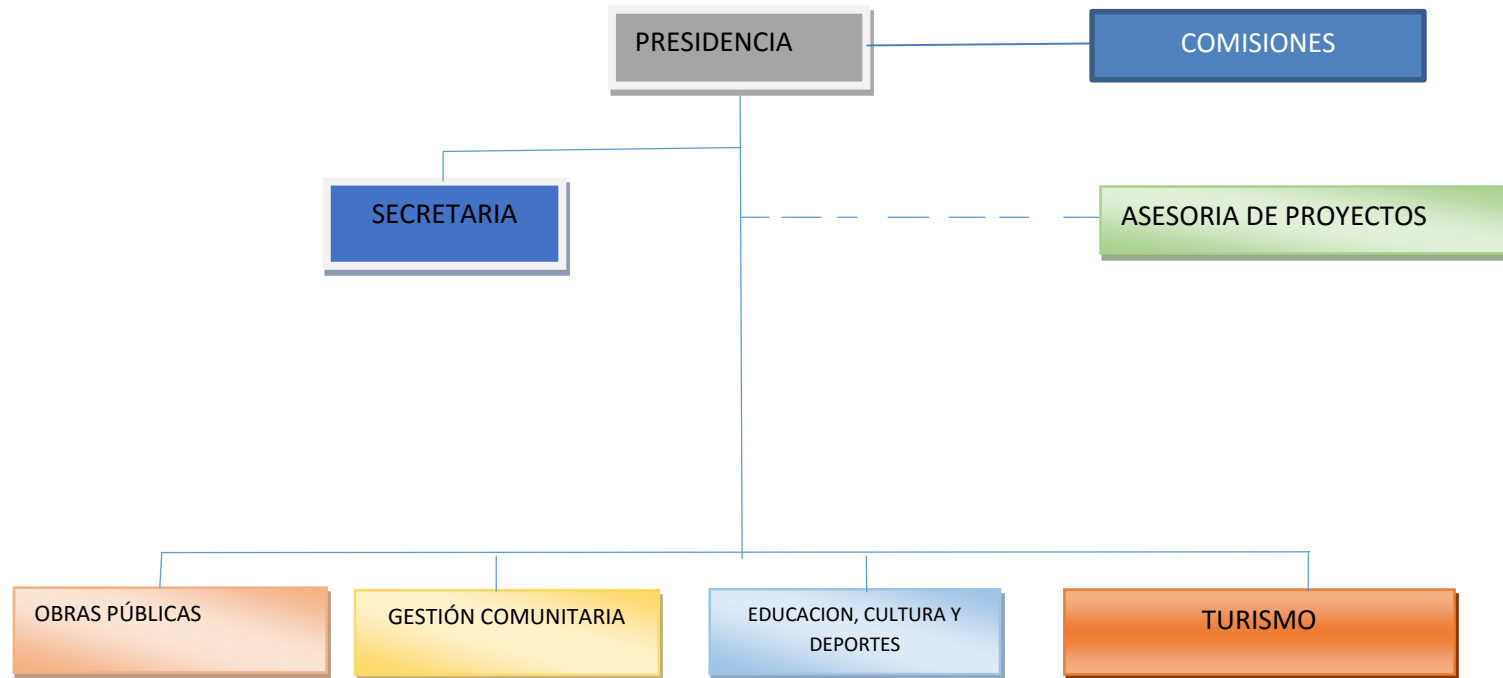 PRESIDENCIA
COMISIONES
SECRETARIA
ASESORIA DE PROYECTOS
OBRAS PÚBLICAS
GESTIÓN COMUNITARIA
EDUCACION, CULTURA Y
DEPORTES
TURISMO